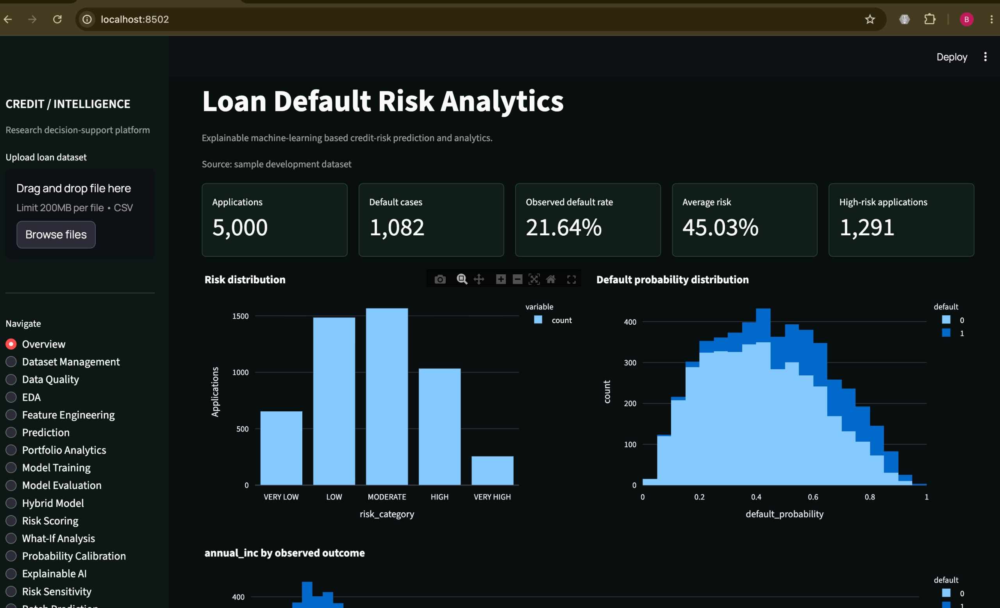 localhost:8502
B
Deploy
CREDIT / INTELLIGENCE
Research decision-support platform
Upload loan dataset
Drag and drop file here
Limit 200MB per file • CSV
Browse files
Navigate
Overview
Dataset Management
Data Quality
EDA
Feature Engineering
Prediction
Portfolio Analytics
Model Training
Model Evaluation
Hybrid Model
Risk Scoring
What-If Analysis
Probability Calibration
Explainable AI
Risk Sensitivity
Batch Prediction
Loan Default Risk Analytics
Explainable machine-learning based credit-risk prediction and analytics.
Source: sample development dataset
Applications
5,000
Default cases
1,082
Observed default rate
21.64%
Average risk
45.03%
High-risk applications
1,291
Risk distribution
variable
count
1500
1000
500
0
Applications
VERY LOW
LOW
MODERATE
HIGH
VERY HIGH
risk_category
Default probability distribution
default
0
1
400
300
200
100
0
count
0
0.2
0.4
0.6
0.8
1
default_probability
annual_inc by observed outcome
400
default
0
1